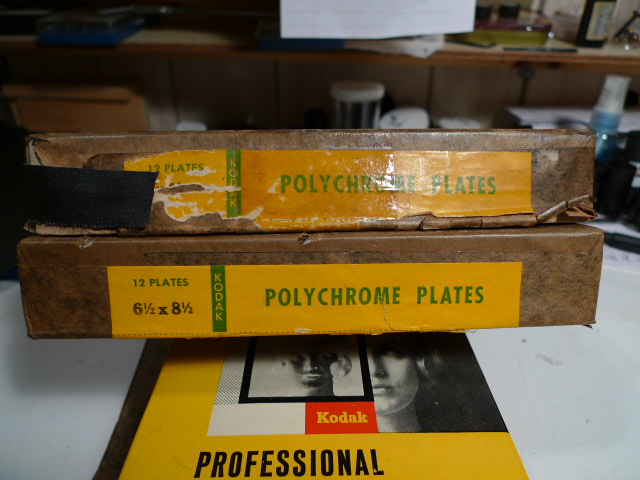 12 PLATES
KODAK
POLYCHROME PLATES
12 PLATES
6½ x 8½
KODAK
POLYCHROME PLATES
Kodak
PROFESSIONAL